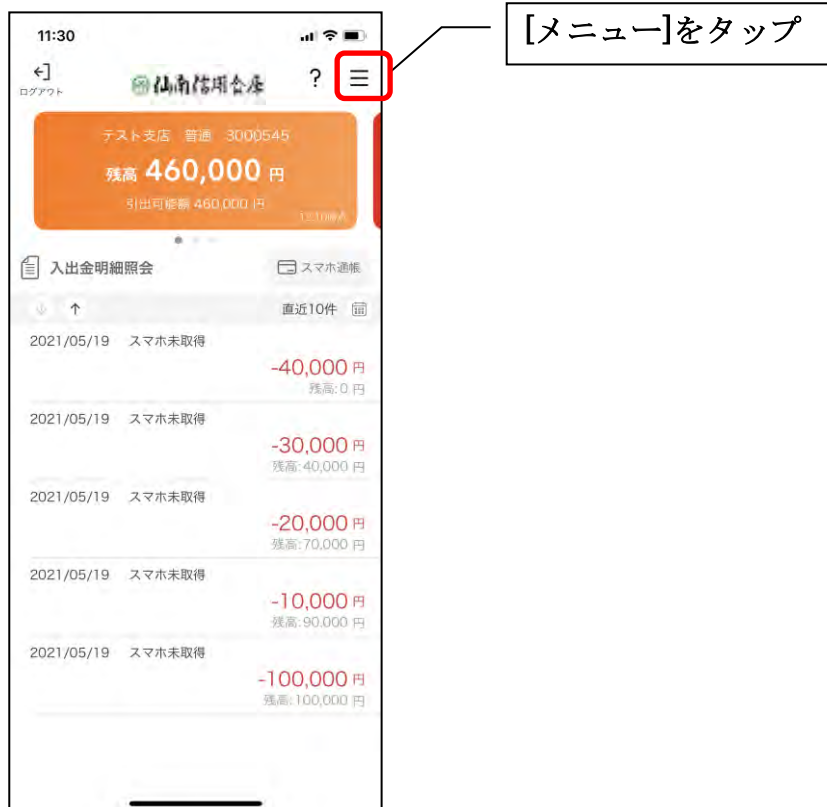 11:30
[メニュー]をタップ
ログアウト
仙南信用金庫
?
テスト支店 普通 3000545
残高 460,000 円
引出可能額 460,000 円
入出金明細照会
スマホ通帳
直近10件
2021/05/19 スマホ未取得
-40,000 円
残高:0 円
2021/05/19 スマホ未取得
-30,000 円
残高:40,000 円
2021/05/19 スマホ未取得
-20,000 円
残高:70,000 円
2021/05/19 スマホ未取得
-10,000 円
残高:90,000 円
2021/05/19 スマホ未取得
-100,000 円
残高:100,000 円